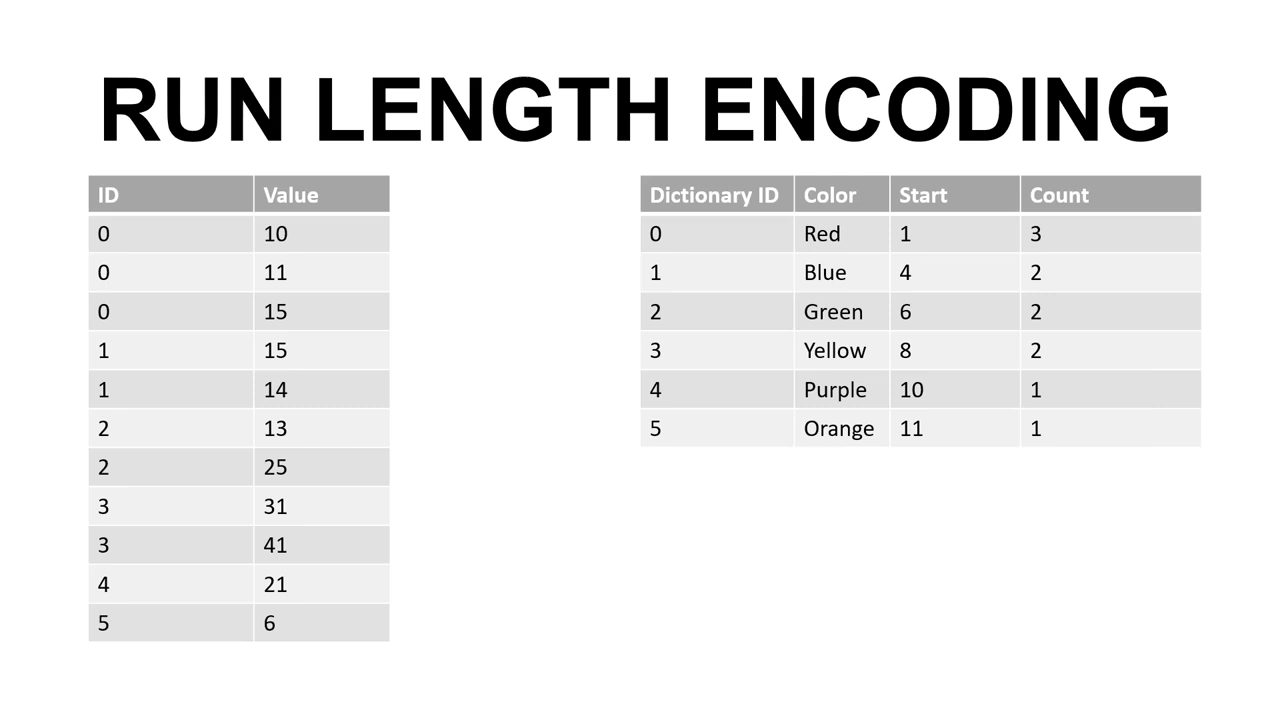 RUN LENGTH ENCODING
ID Value
0 10
0 11
0 15
1 15
1 14
2 13
2 25
3 31
3 41
4 21
5 6
Dictionary ID Color Start Count
0 Red 1 3
1 Blue 4 2
2 Green 6 2
3 Yellow 8 2
4 Purple 10 1
5 Orange 11 1